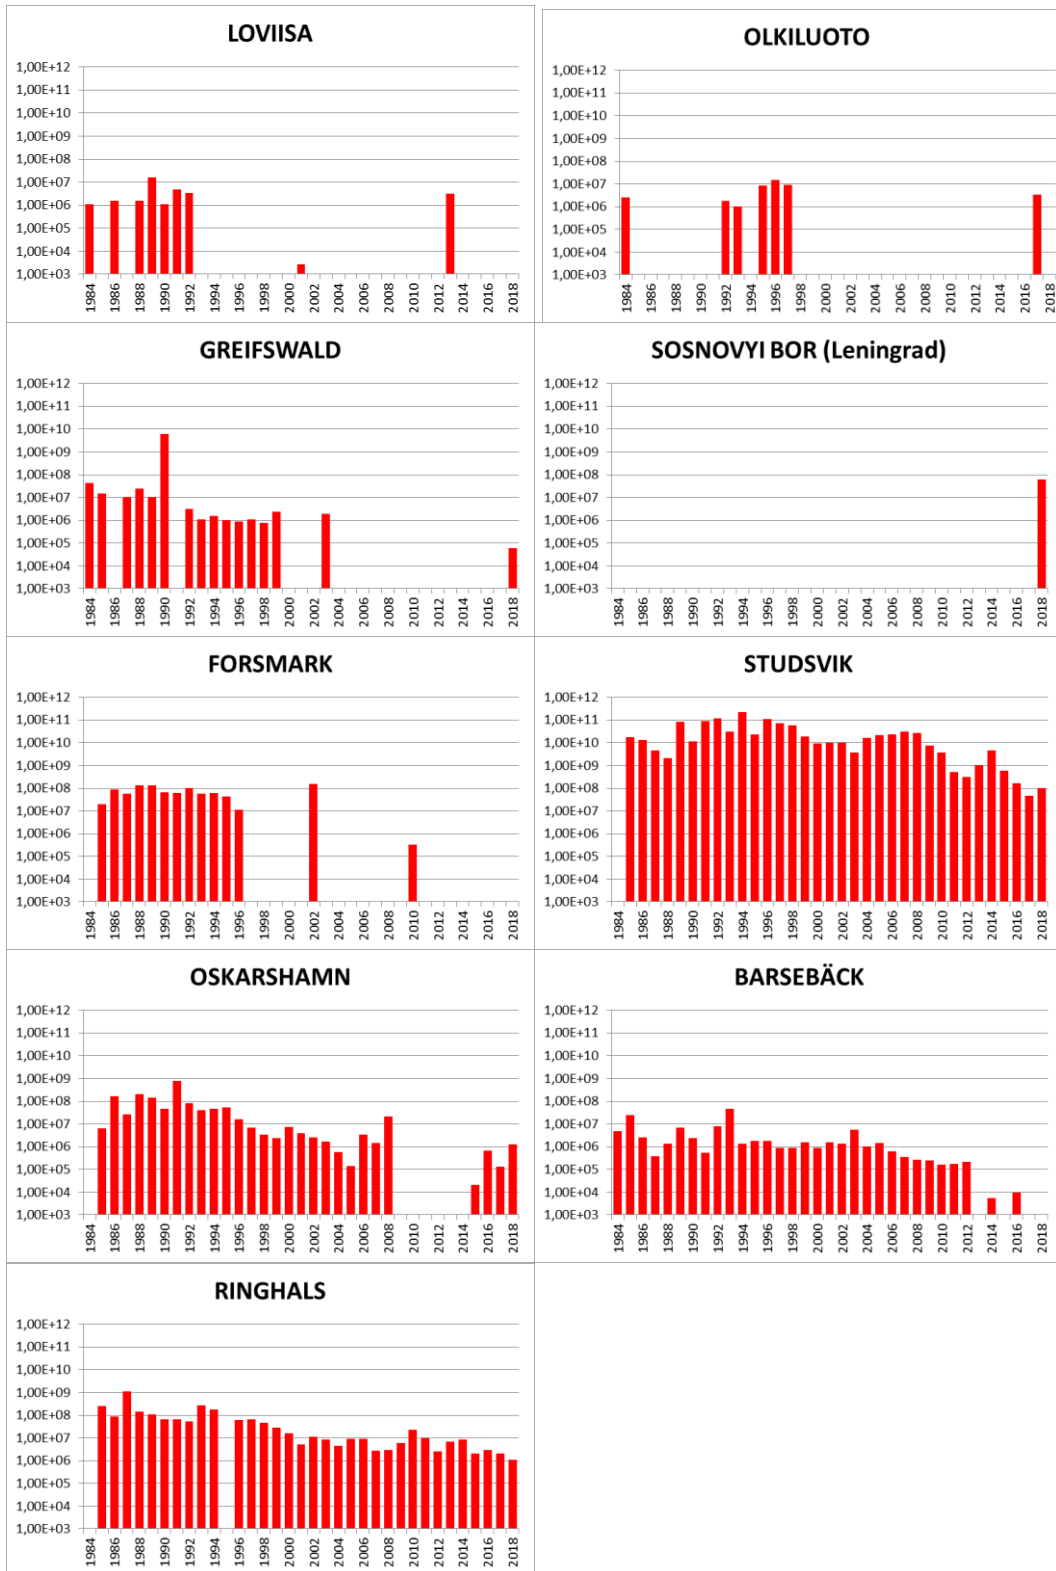 LOVIISA
1,00E+12
1,00E+11
1,00E+10
1,00E+09
1,00E+08
1,00E+07
1,00E+06
1,00E+05
1,00E+04
1,00E+03
1984 1986 1988 1990 1992 1994 1996 1998 2000 2002 2004 2006 2008 2010 2012 2014 2016 2018
OLKILUOTO
1,00E+12
1,00E+11
1,00E+10
1,00E+09
1,00E+08
1,00E+07
1,00E+06
1,00E+05
1,00E+04
1,00E+03
1984 1986 1988 1990 1992 1994 1996 1998 2000 2002 2004 2006 2008 2010 2012 2014 2016 2018
GREIFSWALD
1,00E+12
1,00E+11
1,00E+10
1,00E+09
1,00E+08
1,00E+07
1,00E+06
1,00E+05
1,00E+04
1,00E+03
1984 1986 1988 1990 1992 1994 1996 1998 2000 2002 2004 2006 2008 2010 2012 2014 2016 2018
SOSNOVYI BOR (Leningrad)
1,00E+12
1,00E+11
1,00E+10
1,00E+09
1,00E+08
1,00E+07
1,00E+06
1,00E+05
1,00E+04
1,00E+03
1984 1986 1988 1990 1992 1994 1996 1998 2000 2002 2004 2006 2008 2010 2012 2014 2016 2018
FORSMARK
1,00E+12
1,00E+11
1,00E+10
1,00E+09
1,00E+08
1,00E+07
1,00E+06
1,00E+05
1,00E+04
1,00E+03
1984 1986 1988 1990 1992 1994 1996 1998 2000 2002 2004 2006 2008 2010 2012 2014 2016 2018
STUDSVIK
1,00E+12
1,00E+11
1,00E+10
1,00E+09
1,00E+08
1,00E+07
1,00E+06
1,00E+05
1,00E+04
1,00E+03
1984 1986 1988 1990 1992 1994 1996 1998 2000 2002 2004 2006 2008 2010 2012 2014 2016 2018
OSKARSHAMN
1,00E+12
1,00E+11
1,00E+10
1,00E+09
1,00E+08
1,00E+07
1,00E+06
1,00E+05
1,00E+04
1,00E+03
1984 1986 1988 1990 1992 1994 1996 1998 2000 2002 2004 2006 2008 2010 2012 2014 2016 2018
BARSEBÄCK
1,00E+12
1,00E+11
1,00E+10
1,00E+09
1,00E+08
1,00E+07
1,00E+06
1,00E+05
1,00E+04
1,00E+03
1984 1986 1988 1990 1992 1994 1996 1998 2000 2002 2004 2006 2008 2010 2012 2014 2016 2018
RINGHALS
1,00E+12
1,00E+11
1,00E+10
1,00E+09
1,00E+08
1,00E+07
1,00E+06
1,00E+05
1,00E+04
1,00E+03
1984 1986 1988 1990 1992 1994 1996 1998 2000 2002 2004 2006 2008 2010 2012 2014 2016 2018